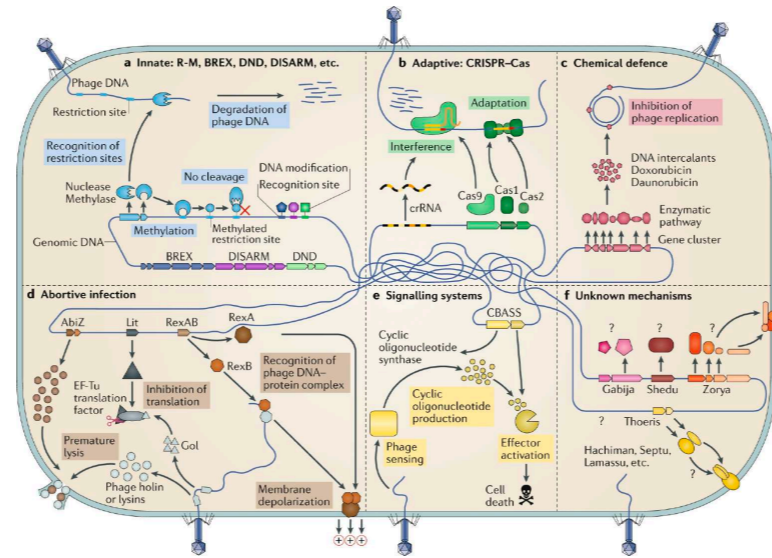 a Innate: R-M, BREX, DND, DISARM, etc.
Phage DNA
Restriction site
Degradation of
phage DNA
Recognition of
restriction sites
No cleavage
DNA modification
Recognition site
Nuclease
Methylase
Methylation
Methylated
restriction site
Genomic DNA
BREX
DISARM
DND
b Adaptive: CRISPR–Cas
Adaptation
Interference
crRNA
Cas9
Cas1
Cas2
c Chemical defence
Inhibition of
phage replication
DNA intercalants
Doxorubicin
Daunorubicin
Enzymatic
pathway
Gene cluster
d Abortive infection
AbiZ
Lit
RexAB
RexA
RexB
Recognition of
phage DNA–
protein complex
EF-Tu
translation
factor
Inhibition of
translation
Premature
lysis
Gol
Phage holin
or lysins
Membrane
depolarization
+ + +
e Signalling systems
CBASS
Cyclic
oligonucleotide
synthase
Cyclic
oligonucleotide
production
Phage
sensing
Effector
activation
Cell
death
f Unknown mechanisms
?
?
?
Gabija
Shedu
Zorya
?
Thoeris
Hachiman, Septu,
Lamassu, etc.
?
?